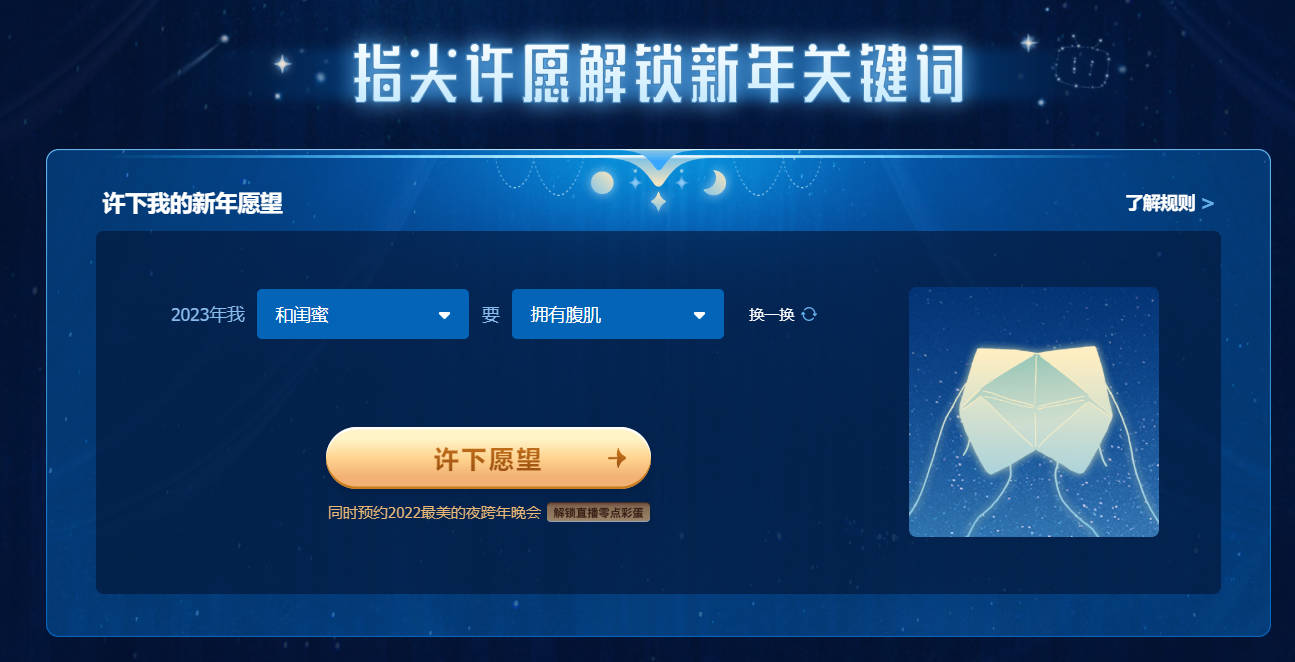 指尖许愿解锁新年关键词
许下我的新年愿望
了解规则 >
2023年我 和闺蜜 要 拥有腹肌 换一换
许下愿望
同时预约2022最美的夜跨年晚会 解锁直播零点彩蛋